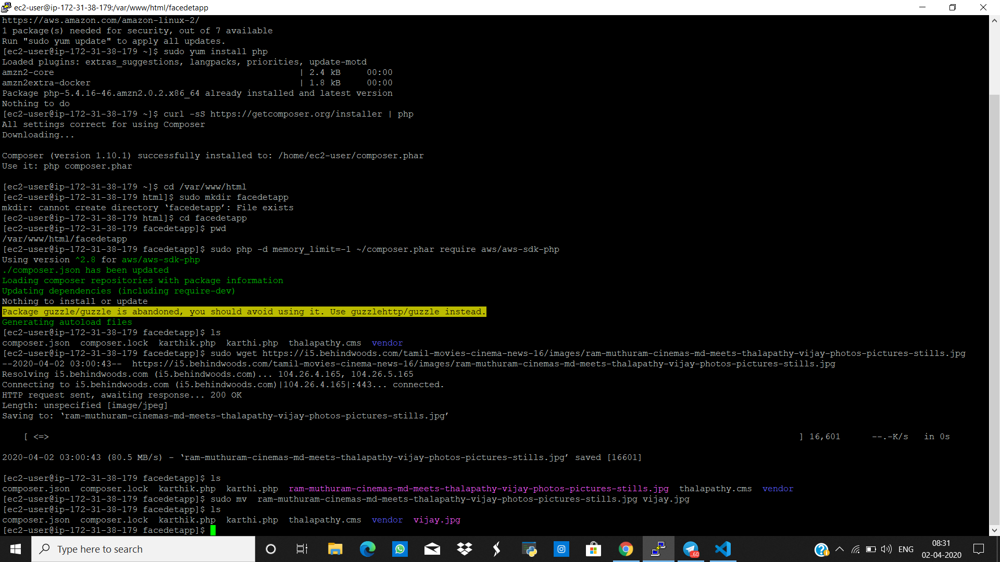 ec2-user@ip-172-31-38-179:/var/www/html/facedetapp
https://aws.amazon.com/amazon-linux-2/
1 package(s) needed for security, out of 7 available
Run "sudo yum update" to apply all updates.
[ec2-user@ip-172-31-38-179 ~]$ sudo yum install php
Loaded plugins: extras_suggestions, langpacks, priorities, update-motd
amzn2-core | 2.4 kB 00:00
amzn2extra-docker | 1.8 kB 00:00
Package php-5.4.16-46.amzn2.0.2.x86_64 already installed and latest version
Nothing to do
[ec2-user@ip-172-31-38-179 ~]$ curl -sS https://getcomposer.org/installer | php
All settings correct for using Composer
Downloading...
Composer (version 1.10.1) successfully installed to: /home/ec2-user/composer.phar
Use it: php composer.phar
[ec2-user@ip-172-31-38-179 ~]$ cd /var/www/html
[ec2-user@ip-172-31-38-179 html]$ sudo mkdir facedetapp
mkdir: cannot create directory ‘facedetapp’: File exists
[ec2-user@ip-172-31-38-179 html]$ cd facedetapp
[ec2-user@ip-172-31-38-179 facedetapp]$ pwd
/var/www/html/facedetapp
[ec2-user@ip-172-31-38-179 facedetapp]$ sudo php -d memory_limit=-1 ~/composer.phar require aws/aws-sdk-php
Using version ^2.8 for aws/aws-sdk-php
./composer.json has been updated
Loading composer repositories with package information
Updating dependencies (including require-dev)
Nothing to install or update
Package guzzle/guzzle is abandoned, you should avoid using it. Use guzzlehttp/guzzle instead.
Generating autoload files
[ec2-user@ip-172-31-38-179 facedetapp]$ ls
composer.json composer.lock karthik.php karthi.php thalapathy.cms vendor
[ec2-user@ip-172-31-38-179 facedetapp]$ sudo wget https://i5.behindwoods.com/tamil-movies-cinema-news-16/images/ram-muthuram-cinemas-md-meets-thalapathy-vijay-photos-pictures-stills.jpg
--2020-04-02 03:00:43-- https://i5.behindwoods.com/tamil-movies-cinema-news-16/images/ram-muthuram-cinemas-md-meets-thalapathy-vijay-photos-pictures-stills.jpg
Resolving i5.behindwoods.com (i5.behindwoods.com)... 104.26.4.165, 104.26.5.165
Connecting to i5.behindwoods.com (i5.behindwoods.com)|104.26.4.165|:443... connected.
HTTP request sent, awaiting response... 200 OK
Length: unspecified [image/jpeg]
Saving to: ‘ram-muthuram-cinemas-md-meets-thalapathy-vijay-photos-pictures-stills.jpg’
[ <=> ] 16,601 --.-K/s in 0s
2020-04-02 03:00:43 (80.5 MB/s) - ‘ram-muthuram-cinemas-md-meets-thalapathy-vijay-photos-pictures-stills.jpg’ saved [16601]
[ec2-user@ip-172-31-38-179 facedetapp]$ ls
composer.json composer.lock karthik.php karthi.php ram-muthuram-cinemas-md-meets-thalapathy-vijay-photos-pictures-stills.jpg thalapathy.cms vendor
[ec2-user@ip-172-31-38-179 facedetapp]$ sudo mv ram-muthuram-cinemas-md-meets-thalapathy-vijay-photos-pictures-stills.jpg vijay.jpg
[ec2-user@ip-172-31-38-179 facedetapp]$ ls
composer.json composer.lock karthik.php karthi.php thalapathy.cms vendor vijay.jpg
[ec2-user@ip-172-31-38-179 facedetapp]$
Type here to search
..60
ENG
08:31
02-04-2020